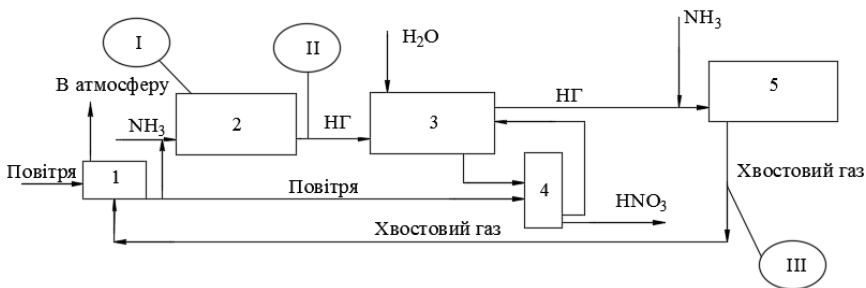 I
II
H₂O
NH₃
В атмосферу
2
НГ
3
НГ
5
NH₃
Повітря
1
Повітря
4
HNO₃
Хвостовий газ
Хвостовий газ
III